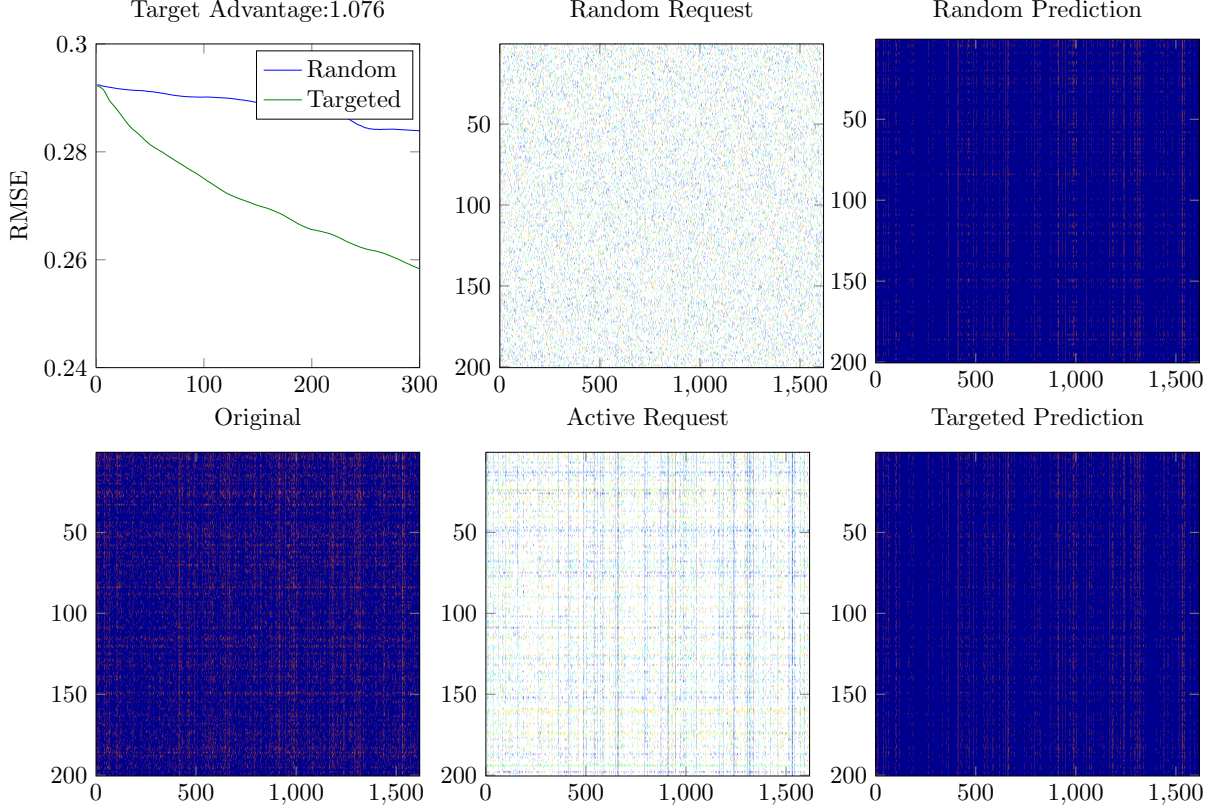 Target Advantage:1.076
Random Request
Random Prediction
0.3
0.28
0.26
0.24
RMSE
Random
Targeted
0 100 200 300
50
100
150
200
0 500 1,000 1,500
50
100
150
200
0 500 1,000 1,500
Original
Active Request
Targeted Prediction
50
100
150
200
0 500 1,000 1,500
50
100
150
200
0 500 1,000 1,500
50
100
150
200
0 500 1,000 1,500